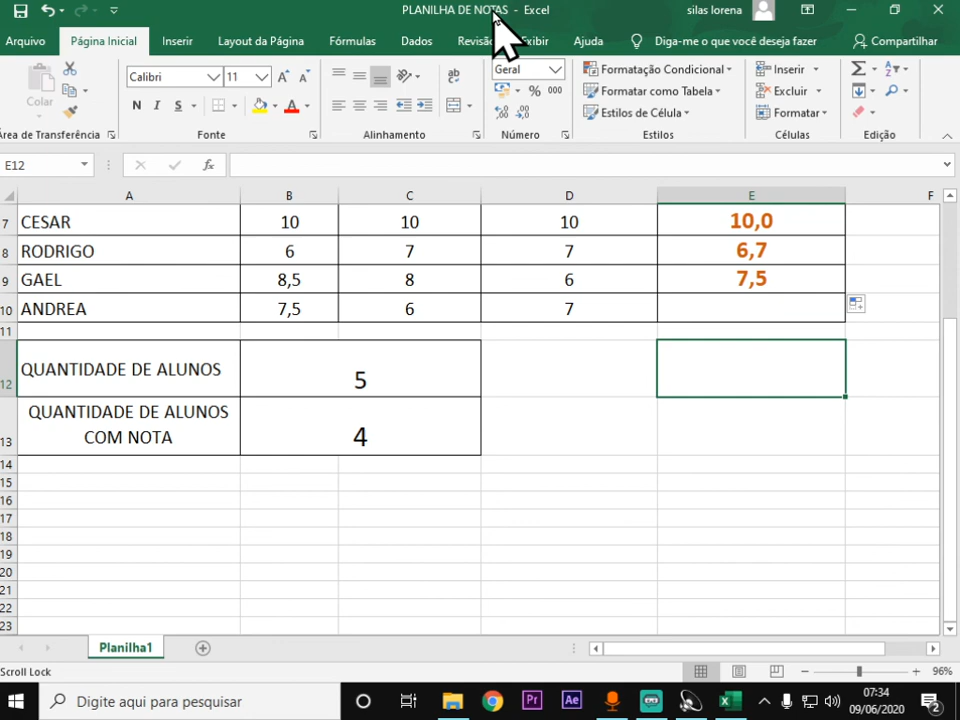 PLANILHA DE NOTAS - Excel
silas lorena
Arquivo
Página Inicial
Inserir
Layout da Página
Fórmulas
Dados
Exibir
Ajuda
Diga-me o que você deseja fazer
Compartilhar
Colar
Calibri
11
N I S
ab
Geral
% 000
Formatação Condicional
Formatar como Tabela
Estilos de Célula
Inserir
Excluir
Formatar
Área de Transferência
Fonte
Alinhamento
Número
Estilos
Células
Edição
E12
fx
A B C D E F
7 CESAR 10 10 10 10,0
8 RODRIGO 6 7 7 6,7
9 GAEL 8,5 8 6 7,5
10 ANDREA 7,5 6 7
11
12 QUANTIDADE DE ALUNOS 5
13 QUANTIDADE DE ALUNOS
COM NOTA 4
14
15
16
17
18
19
20
21
22
23
Planilha1
Scroll Lock
96%
Digite aqui para pesquisar
Pr
Ae
07:34
09/06/2020
2